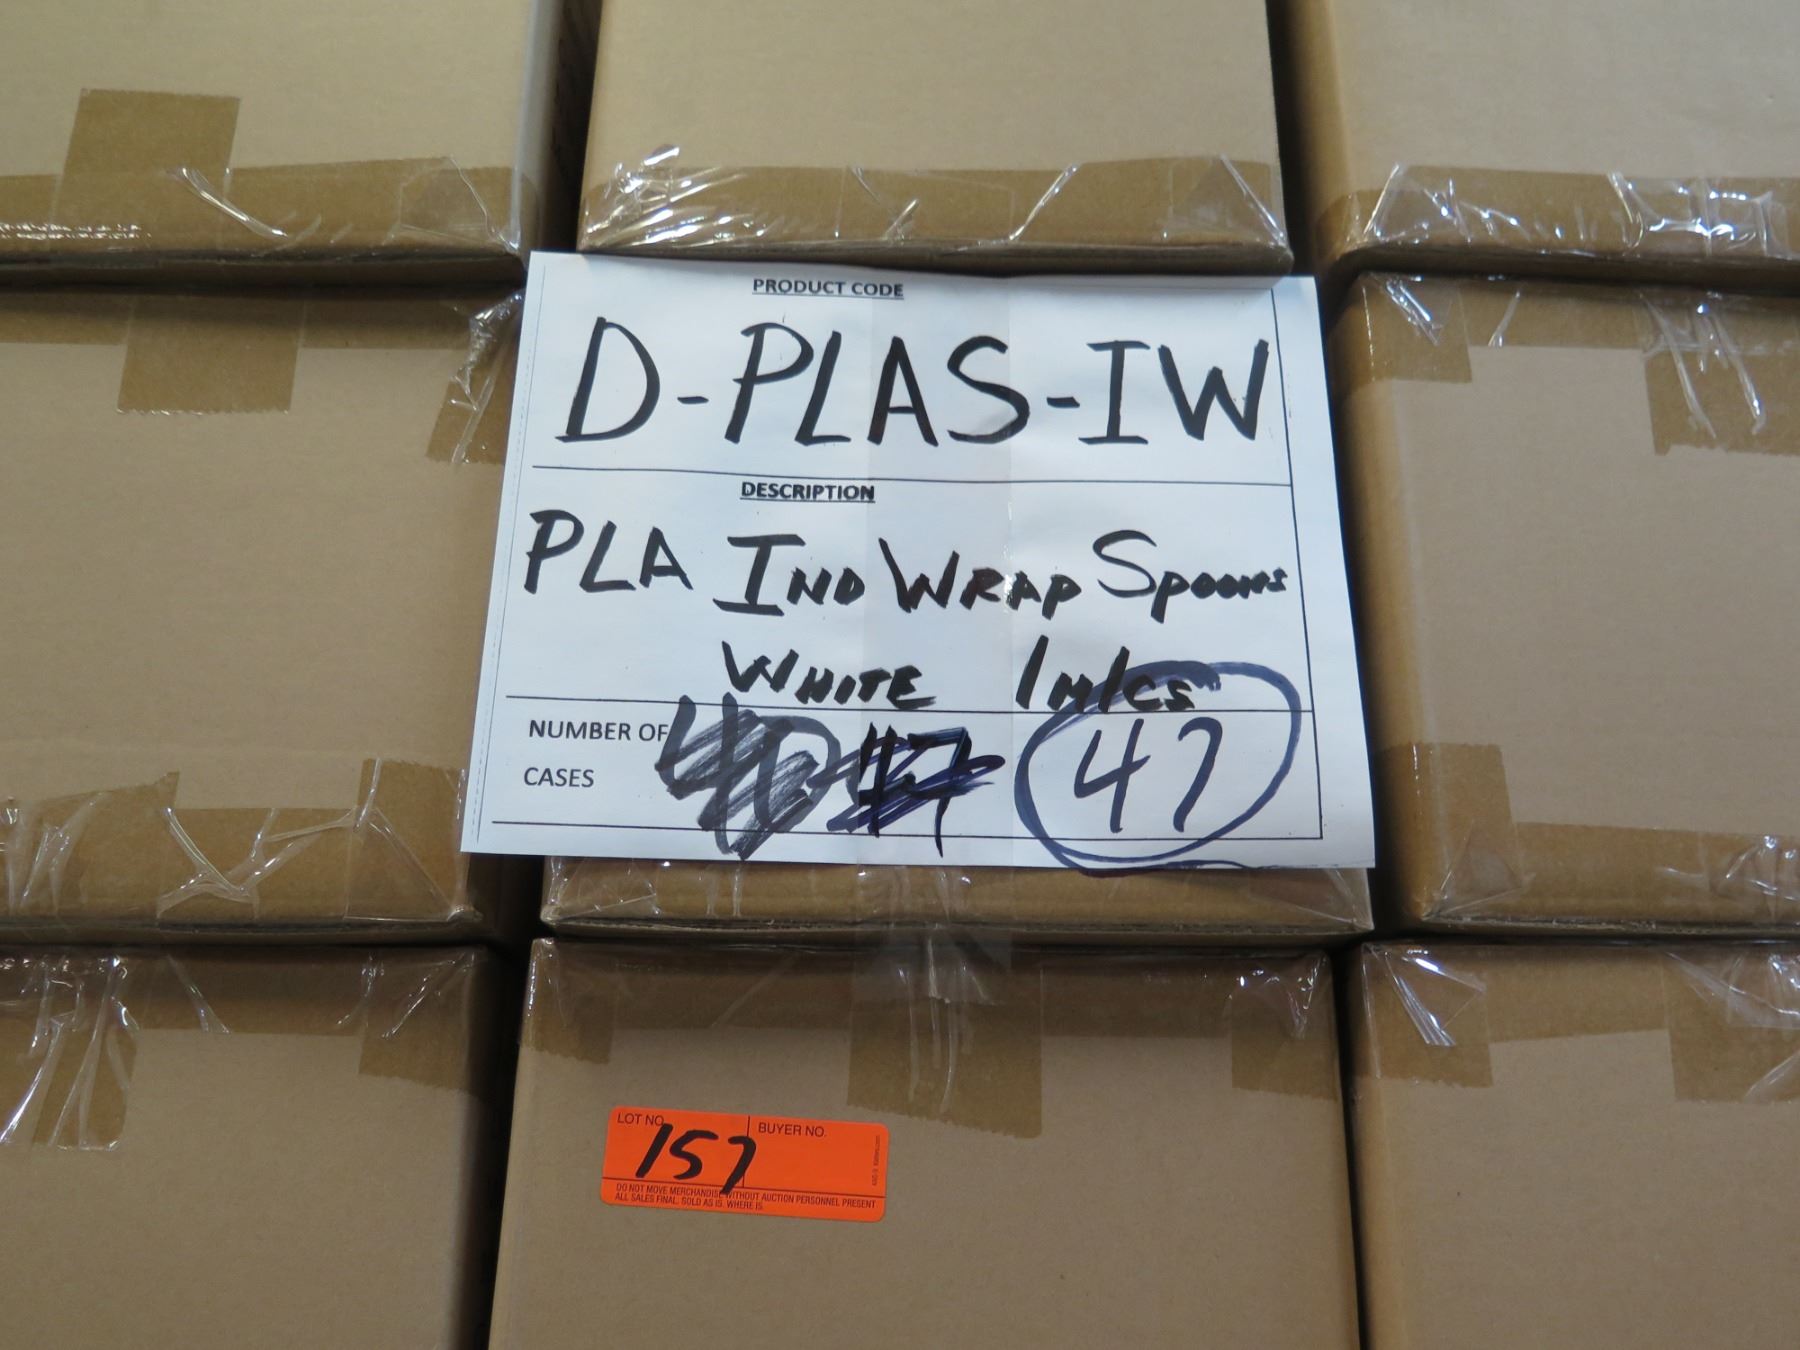 PRODUCT CODE
D-PLAS-IW
DESCRIPTION
PLA IND WRAP SPOONS
WHITE 1M/CS
NUMBER OF
CASES
47
LOT NO.
157
BUYER NO.
DO NOT MOVE MERCHANDISE WITHOUT AUCTION PERSONNEL PRESENT
ALL SALES FINAL. SOLD AS IS. WHERE IS.